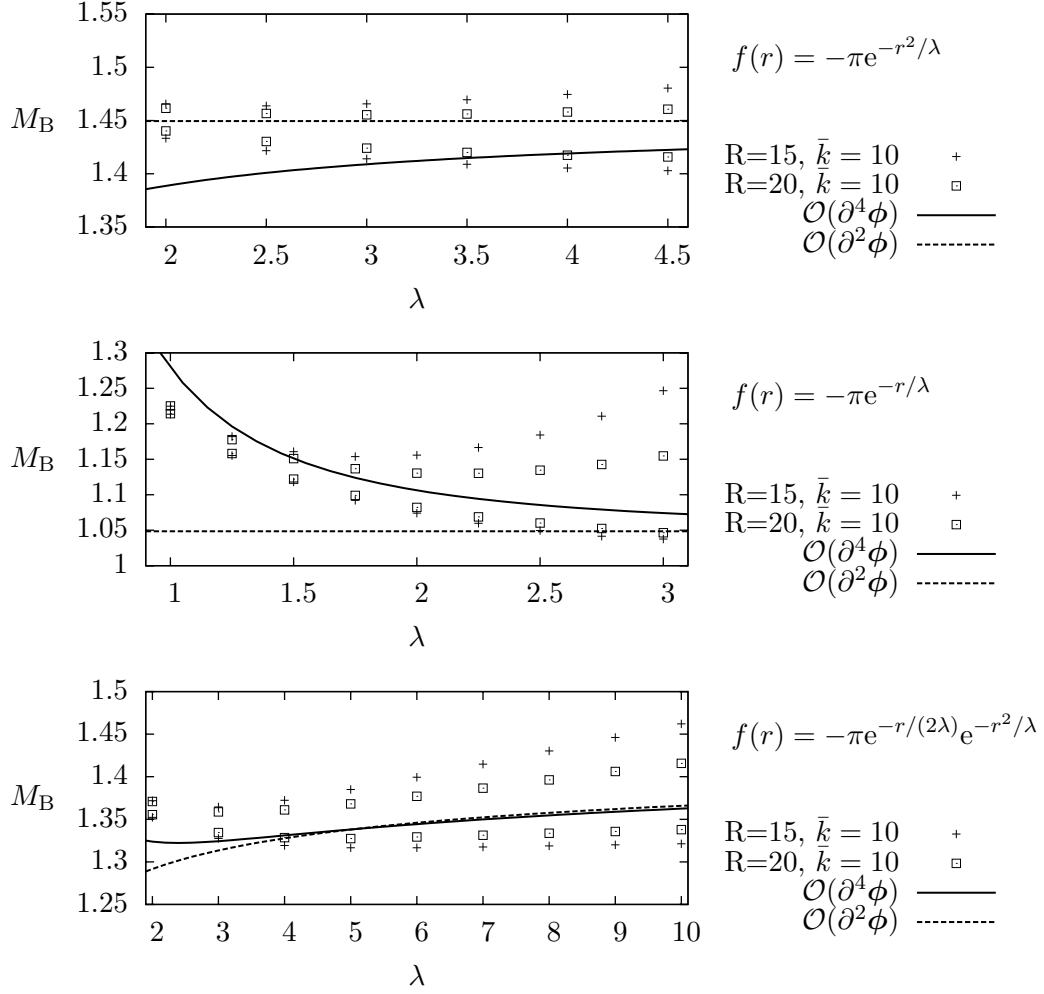 1.55
1.5
1.45
1.4
1.35
M_B
2 2.5 3 3.5 4 4.5
λ
f(r) = −πe^{−r²/λ}
R=15, k̄ = 10
R=20, k̄ = 10
𝒪(∂⁴ϕ)
𝒪(∂²ϕ)
1.3
1.25
1.2
1.15
1.1
1.05
1
M_B
1 1.5 2 2.5 3
λ
f(r) = −πe^{−r/λ}
R=15, k̄ = 10
R=20, k̄ = 10
𝒪(∂⁴ϕ)
𝒪(∂²ϕ)
1.5
1.45
1.4
1.35
1.3
1.25
M_B
2 3 4 5 6 7 8 9 10
λ
f(r) = −πe^{−r/(2λ)}e^{−r²/λ}
R=15, k̄ = 10
R=20, k̄ = 10
𝒪(∂⁴ϕ)
𝒪(∂²ϕ)